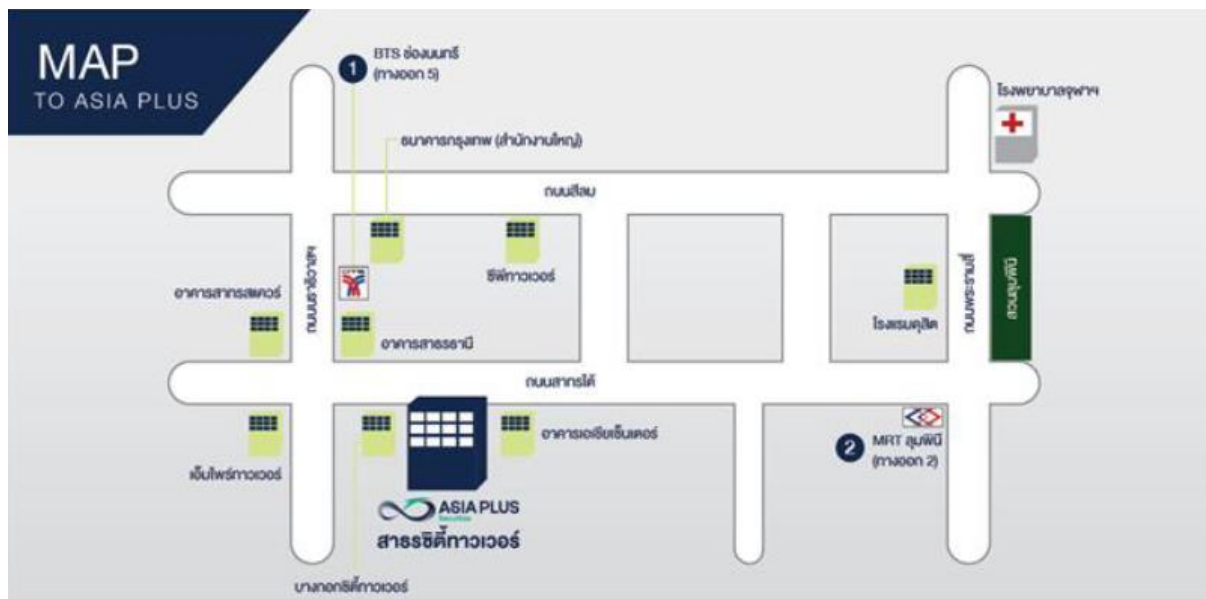 MAP
TO ASIA PLUS
1
BTS ช่องนนทรี
(ทางออก 5)
โรงพยาบาลจุฬาฯ
ธนาคารกรุงเทพ (สำนักงานใหญ่)
ถนนสีลม
ถนนนราธิวาสฯ
ซีพีทาวเวอร์
อาคารสาทรสแควร์
อาคารสาธรธานี
โรงแรมดุสิต
ถนนพระรามสี่
สวนลุมพินี
ถนนสาทรใต้
เอ็มไพร์ทาวเวอร์
อาคารเอเชียเซ็นเตอร์
2
MRT ลุมพินี
(ทางออก 2)
ASIA PLUS
Securities
สาธรซิตี้ทาวเวอร์
บางกอกซิตี้ทาวเวอร์